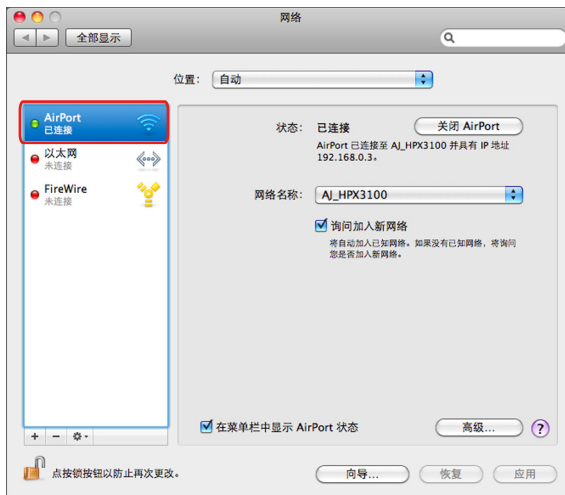 网络
全部显示
位置： 自动
AirPort
已连接
以太网
未连接
FireWire
未连接
状态： 已连接 关闭 AirPort
AirPort 已连接至 AJ_HPX3100 并具有 IP 地址
192.168.0.3。
网络名称： AJ_HPX3100
询问加入新网络
将自动加入已知网络。如果没有已知网络，将询问
您是否加入新网络。
在菜单栏中显示 AirPort 状态 高级... ?
点按锁按钮以防止再次更改。 向导... 恢复 应用